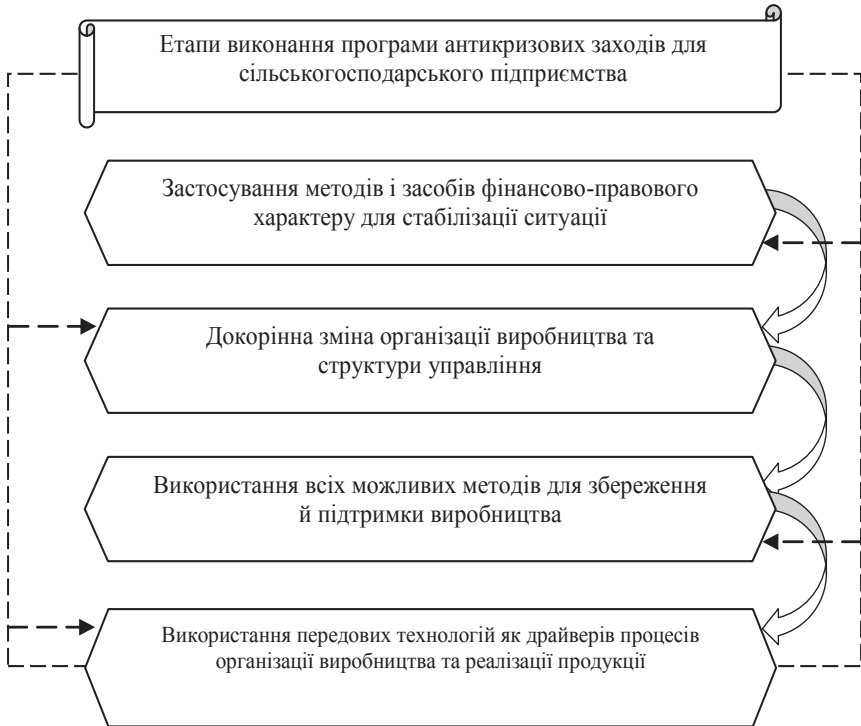 Етапи виконання програми антикризових заходів для
сільськогосподарського підприємства
Застосування методів і засобів фінансово-правового
характеру для стабілізації ситуації
Докорінна зміна організації виробництва та
структури управління
Використання всіх можливих методів для збереження
й підтримки виробництва
Використання передових технологій як драйверів процесів
організації виробництва та реалізації продукції